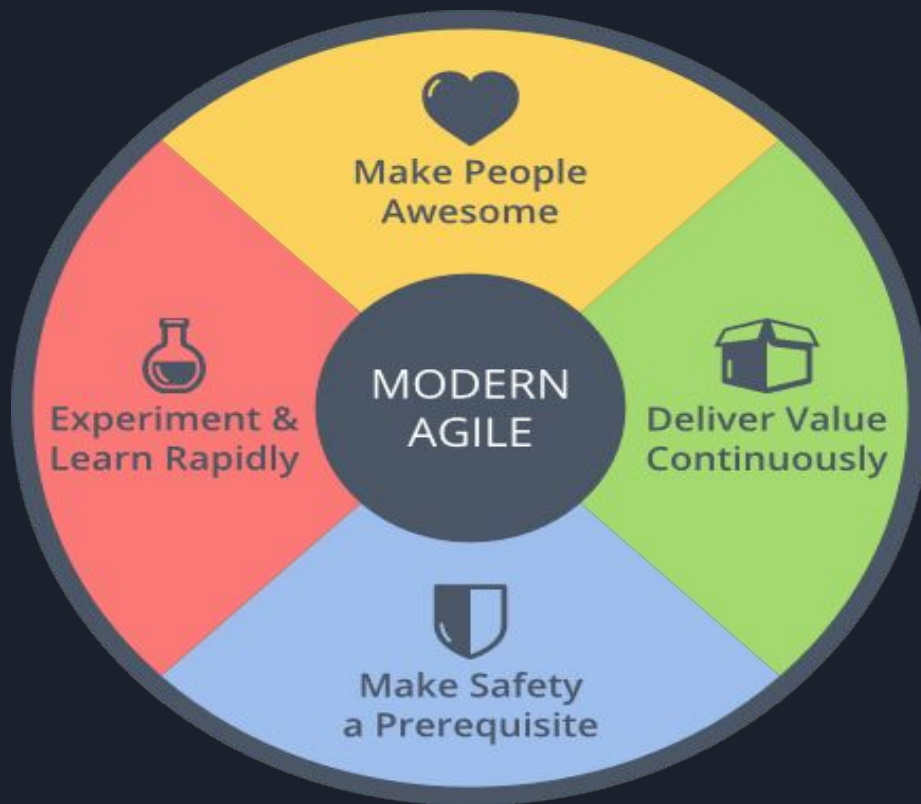 Make People
Awesome
Experiment &
Learn Rapidly
MODERN
AGILE
Deliver Value
Continuously
Make Safety
a Prerequisite